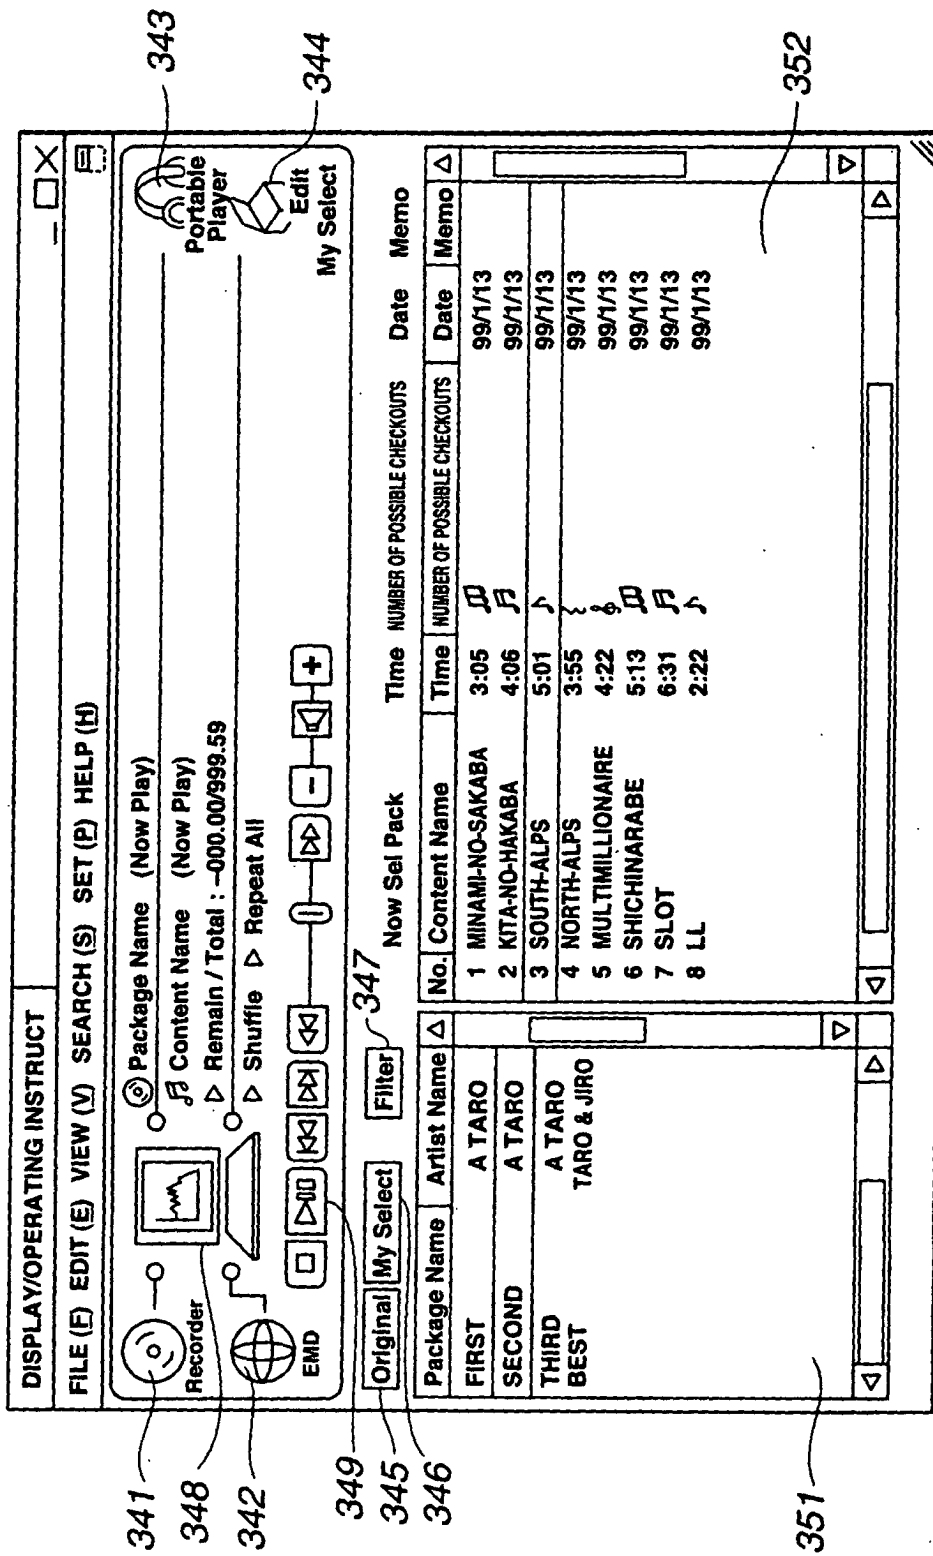 DISPLAY/OPERATING INSTRUCT
FILE (F) EDIT (E) VIEW (V) SEARCH (S) SET (P) HELP (H)
341
Recorder
348
342
EMD
Package Name (Now Play)
Content Name (Now Play)
Remain / Total : –000.00/999.59
Shuffle Repeat All
343
Portable
Player
344
Edit
My Select
349
345
Original
My Select
346
Filter
347
Now Sel Pack Time NUMBER OF POSSIBLE CHECKOUTS Date Memo
Package Name Artist Name
FIRST A TARO
SECOND A TARO
THIRD A TARO
BEST TARO & JIRO
351
No. Content Name Time NUMBER OF POSSIBLE CHECKOUTS Date Memo
1 MINAMI-NO-SAKABA 3:05 99/1/13
2 KITA-NO-HAKABA 4:06 99/1/13
3 SOUTH-ALPS 5:01 99/1/13
4 NORTH-ALPS 3:55 99/1/13
5 MULTIMILLIONAIRE 4:22 99/1/13
6 SHICHINARABE 5:13 99/1/13
7 SLOT 6:31 99/1/13
8 LL 2:22 99/1/13
352